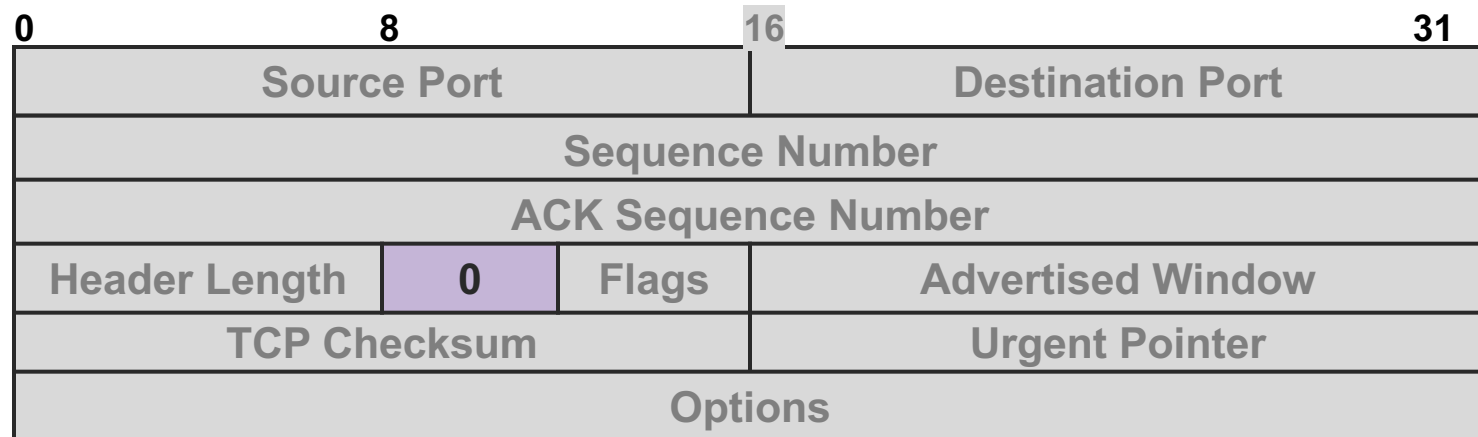 0 8 16 31
Source Port Destination Port
Sequence Number
ACK Sequence Number
Header Length 0 Flags Advertised Window
TCP Checksum Urgent Pointer
Options